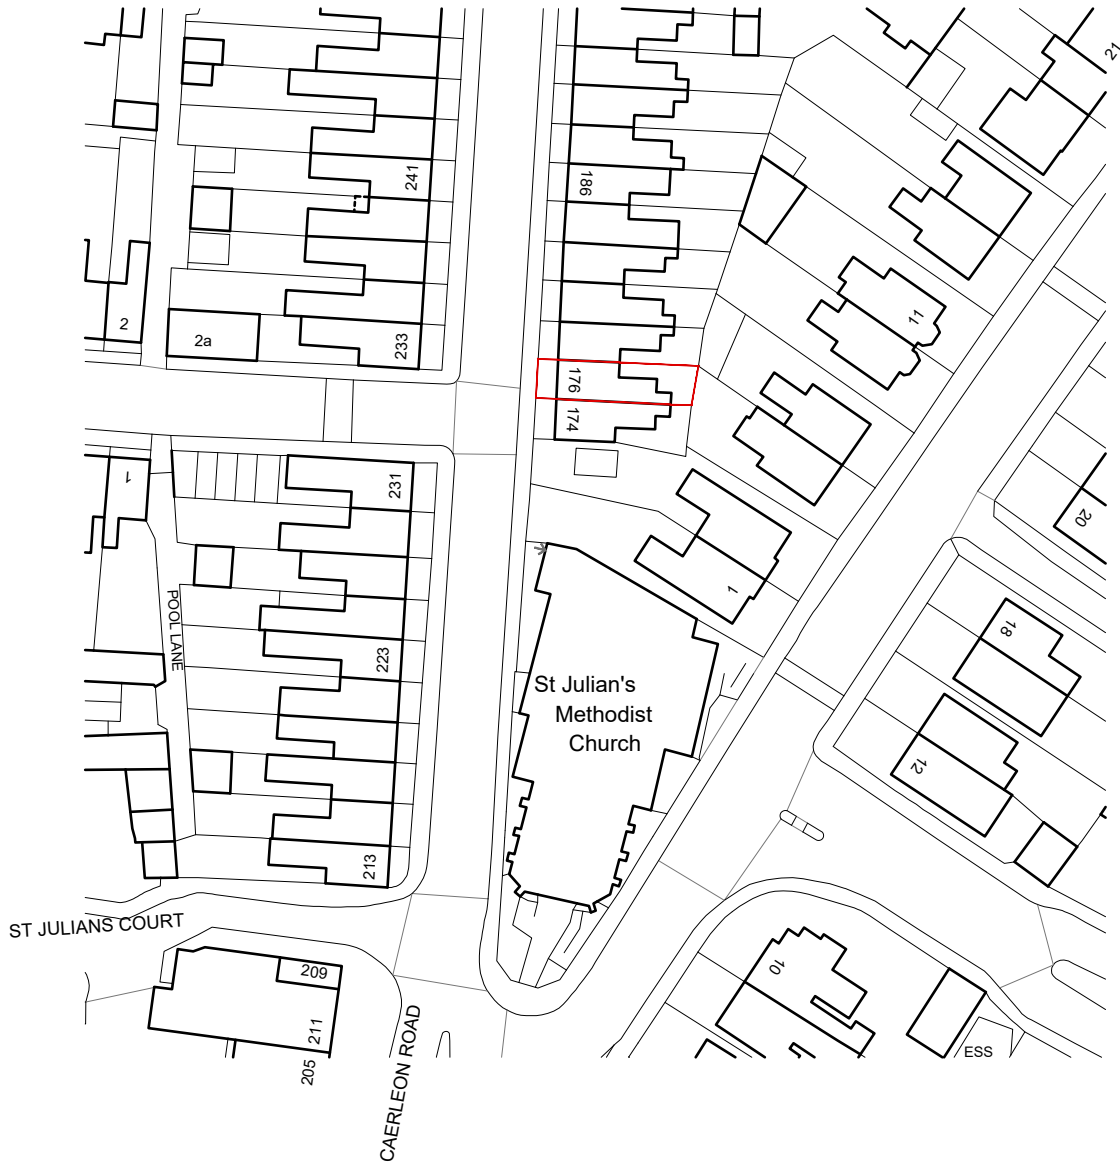 21
241
186
2
2a
233
11
176
174
231
1
20
POOL LANE
1
18
223
St Julian's
Methodist
Church
12
213
ST JULIANS COURT
209
10
211
ESS
205
CAERLEON ROAD